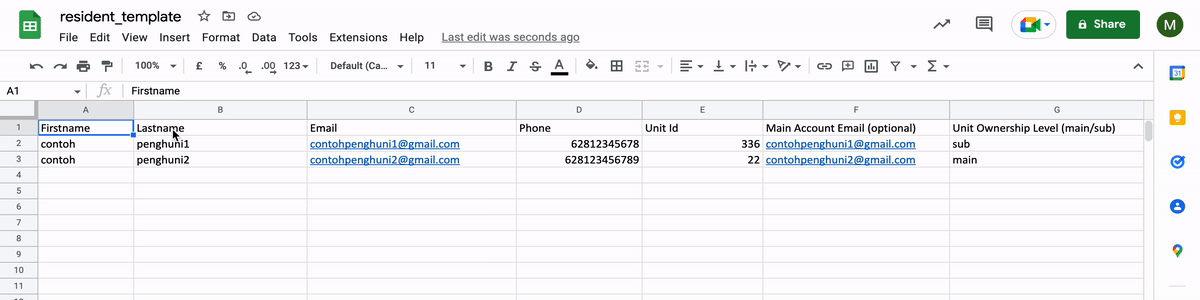 resident_template
File Edit View Insert Format Data Tools Extensions Help Last edit was seconds ago
Share
M
100% £ % .0 .00 123 Default (Ca... 11 B I S A
31
A1 fx Firstname
A B C D E F G
1 Firstname Lastname Email Phone Unit Id Main Account Email (optional) Unit Ownership Level (main/sub)
2 contoh penghuni1 contohpenghuni1@gmail.com 62812345678 336 contohpenghuni1@gmail.com sub
3 contoh penghuni2 contohpenghuni2@gmail.com 628123456789 22 contohpenghuni2@gmail.com main
4
5
6
7
8
9
10
11